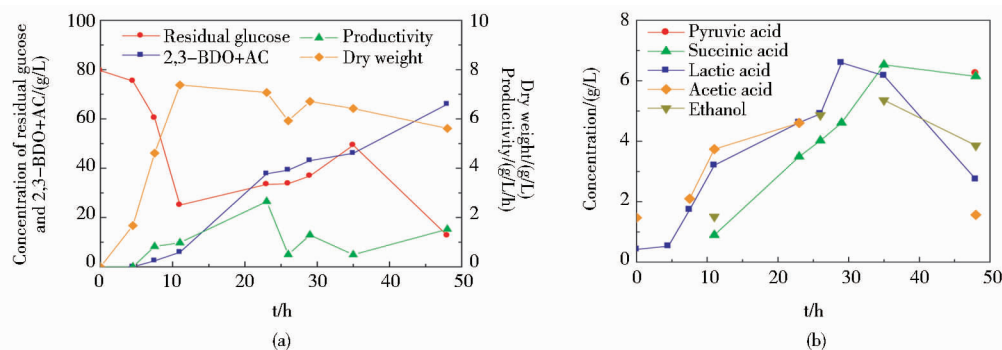 Concentration of residual glucose
and 2,3-BDO+AC/(g/L)
100
80
60
40
20
0
Residual glucose
2,3-BDO+AC
Productivity
Dry weight
10
8
6
4
2
0
Dry weight/(g/L)
Productivity/(g/L/h)
0 10 20 30 40 50
t/h
(a)
Concentration/(g/L)
8
6
4
2
0
Pyruvic acid
Succinic acid
Lactic acid
Acetic acid
Ethanol
0 10 20 30 40 50
t/h
(b)